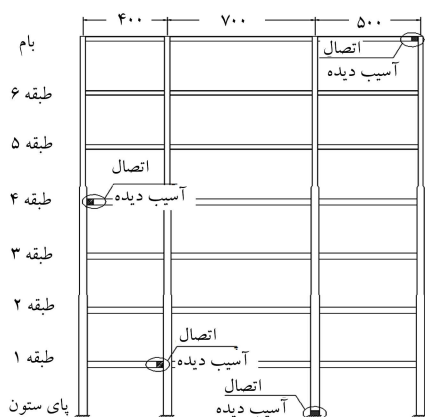 ۴۰۰ ۷۰۰ ۵۰۰
بام
اتصال
آسیب دیده
طبقه ۶
طبقه ۵
اتصال
آسیب دیده
طبقه ۴
طبقه ۳
طبقه ۲
اتصال
آسیب دیده
طبقه ۱
اتصال
آسیب دیده
پای ستون